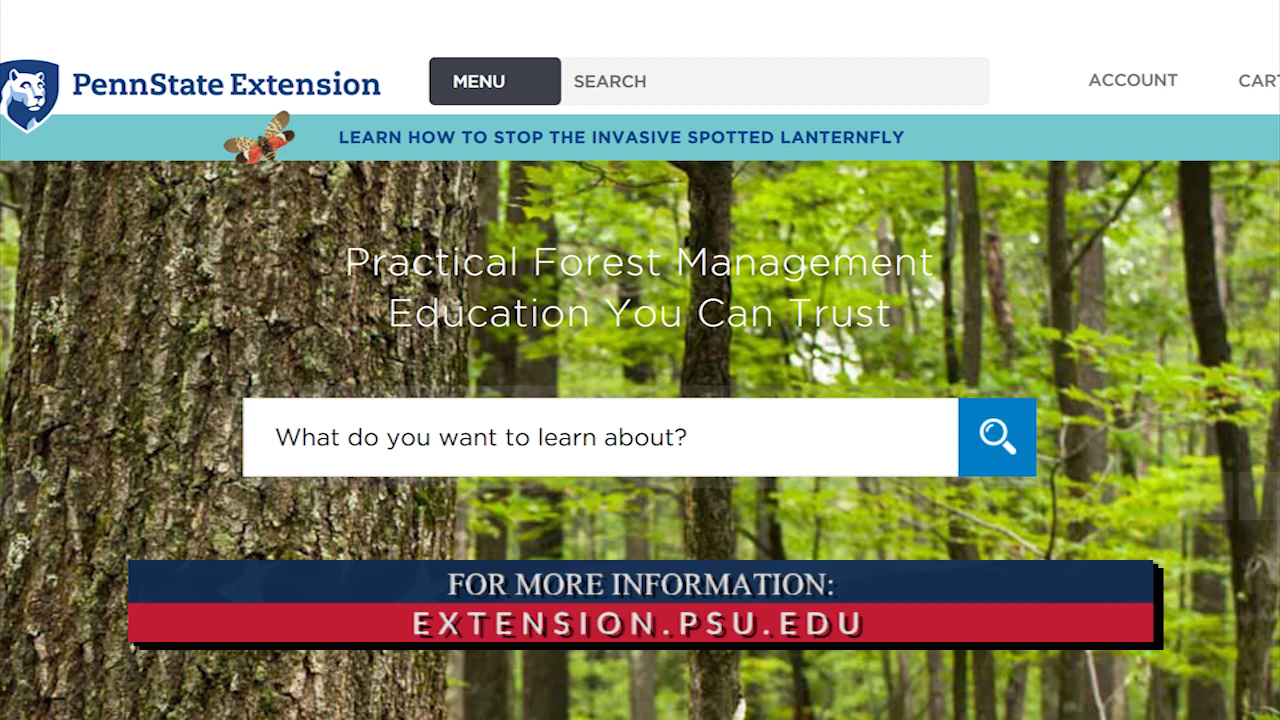 PennState Extension
MENU
SEARCH
ACCOUNT
CART
LEARN HOW TO STOP THE INVASIVE SPOTTED LANTERNFLY
Practical Forest Management
Education You Can Trust
What do you want to learn about?
FOR MORE INFORMATION:
EXTENSION.PSU.EDU